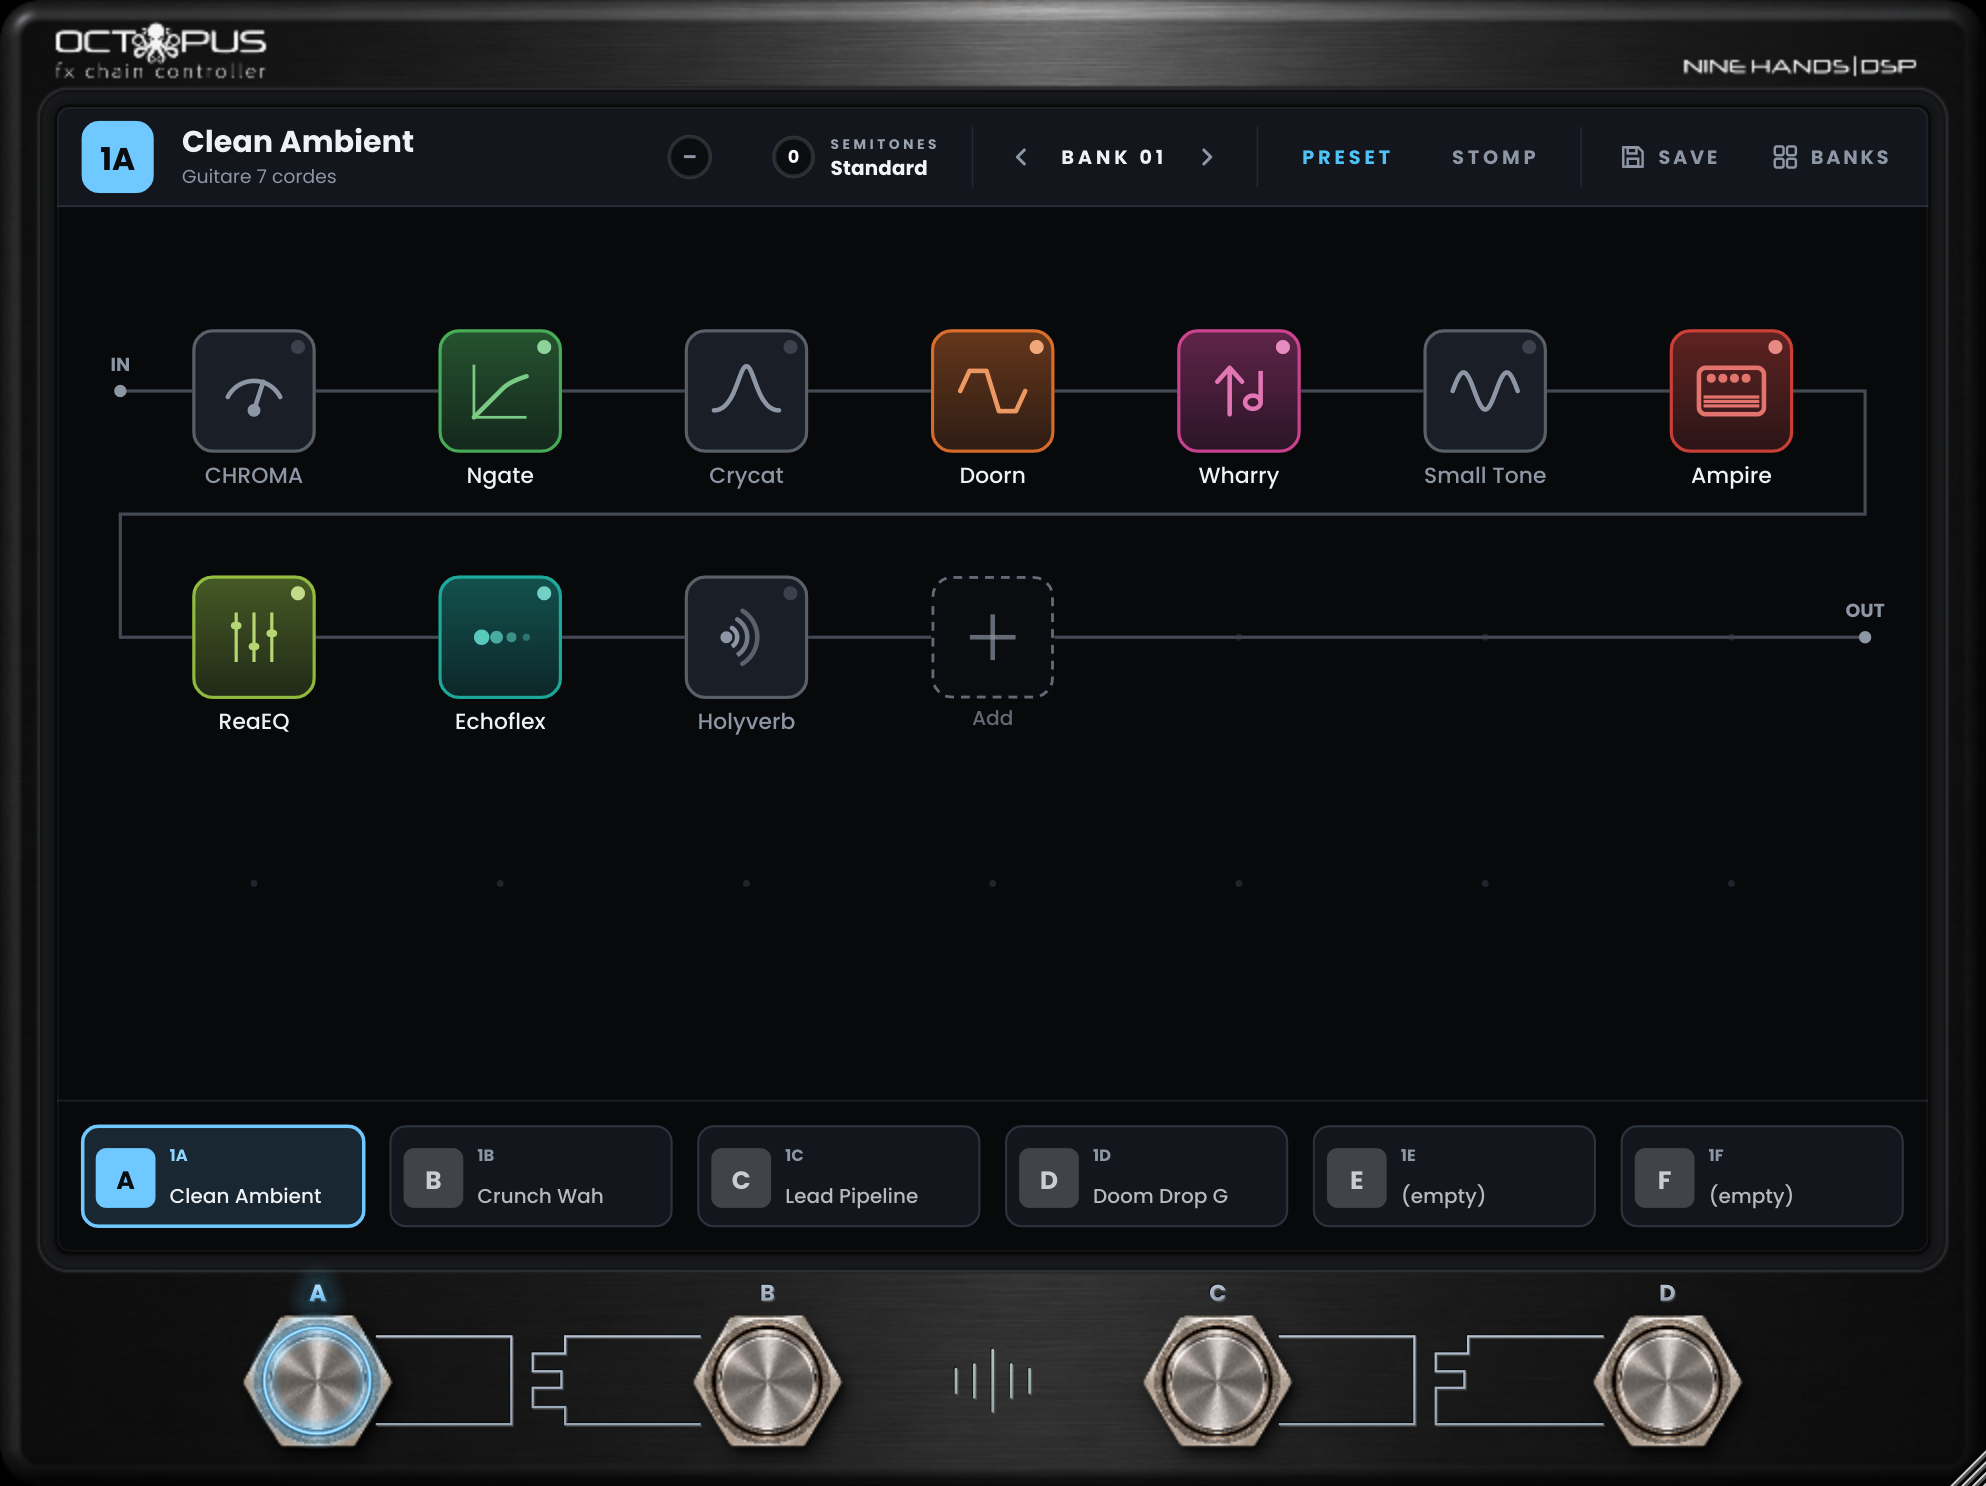 OCTOPUS
fx chain controller
NINE HANDS|DSP
1A
Clean Ambient
Guitare 7 cordes
–
0
SEMITONES
Standard
BANK 01
PRESET
STOMP
SAVE
BANKS
IN
CHROMA
Ngate
Crycat
Doorn
Wharry
Small Tone
Ampire
ReaEQ
Echoflex
Holyverb
Add
OUT
A
1A
Clean Ambient
B
1B
Crunch Wah
C
1C
Lead Pipeline
D
1D
Doom Drop G
E
1E
(empty)
F
1F
(empty)
A
B
C
D